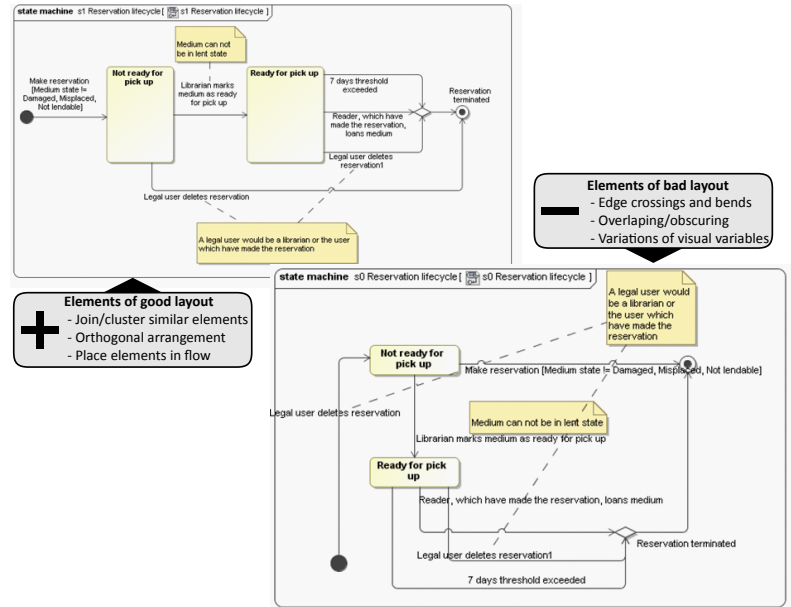 state machine s1 Reservation lifecycle [ s1 Reservation lifecycle ]
Medium can not
be in lent state
Make reservation
[Medium state !=
Damaged, Misplaced,
Not lendable]
Not ready for
pick up
Librarian marks
medium as ready
for pick up
Ready for pick up
7 days threshold
exceeded
Reader, which have
made the reservation,
loans medium
Legal user deletes
reservation1
Reservation
terminated
Legal user deletes reservation
A legal user would be a librarian or the user
which have made the reservation
Elements of bad layout
- Edge crossings and bends
- Overlaping/obscuring
- Variations of visual variables
Elements of good layout
- Join/cluster similar elements
- Orthogonal arrangement
- Place elements in flow
state machine s0 Reservation lifecycle [ s0 Reservation lifecycle ]
A legal user would
be a librarian or
the user which
have made the
reservation
Not ready for
pick up
Make reservation [Medium state != Damaged, Misplaced, Not lendable]
Legal user deletes reservation
Medium can not be in lent state
Librarian marks medium as ready for pick up
Ready for pick
up
Reader, which have made the reservation, loans medium
Reservation terminated
Legal user deletes reservation1
7 days threshold exceeded